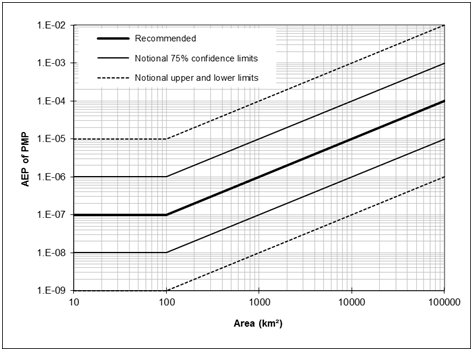 1.E-02
1.E-03
1.E-04
1.E-05
1.E-06
1.E-07
1.E-08
1.E-09
AEP of PMP
Recommended
Notional 75% confidence limits
Notional upper and lower limits
10 100 1000 10000 100000
Area (km²)